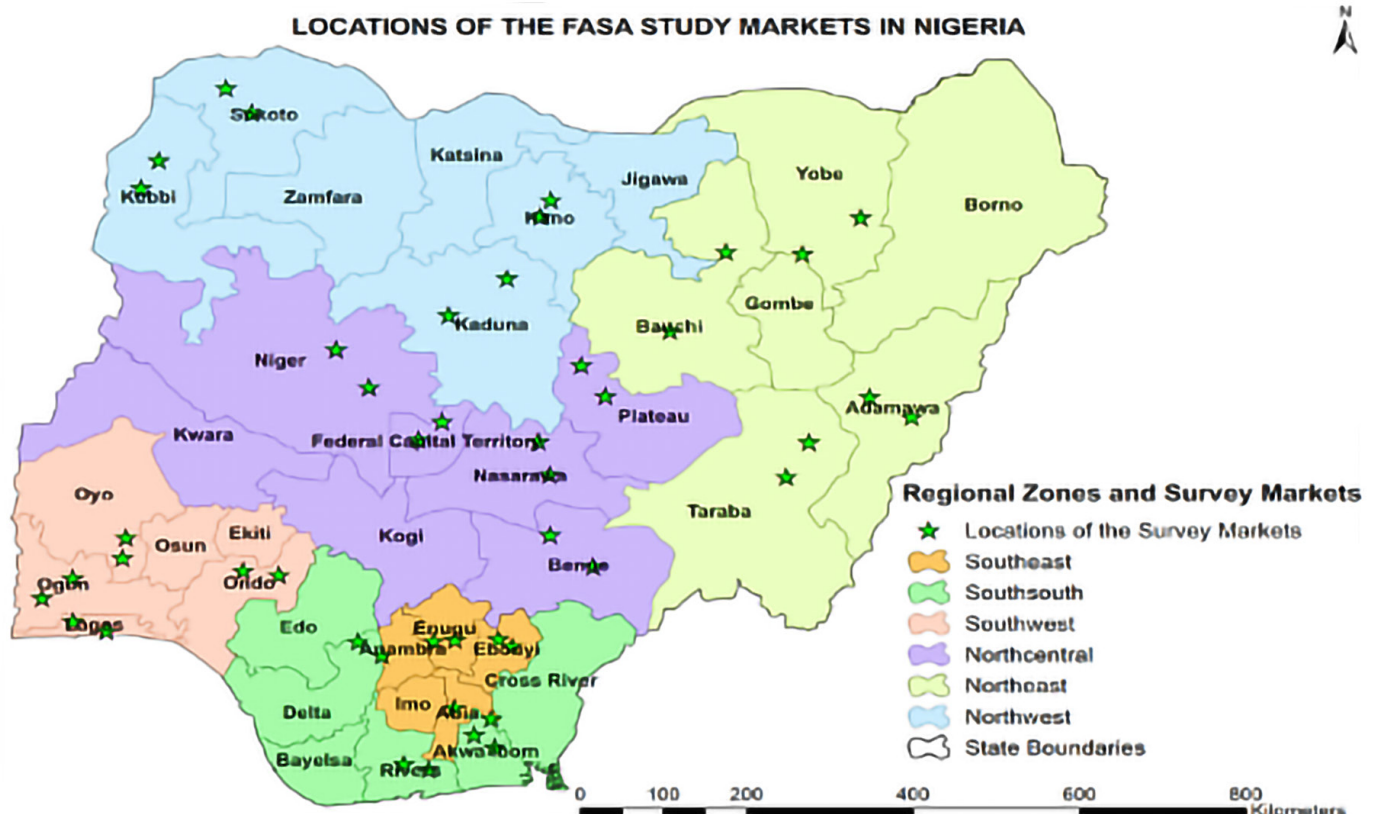 LOCATIONS OF THE FASA STUDY MARKETS IN NIGERIA
N
Sokoto
Katsina
Jigawa
Yobe
Borno
Kebbi
Zamfara
Kano
Gombe
Kaduna
Bauchi
Niger
Adamawa
Plateau
Kwara
Federal Capital Territory
Nasarawa
Oyo
Taraba
Ekiti
Osun
Kogi
Benue
Ogun
Ondo
Lagos
Edo
Enugu
Anambra
Ebonyi
Cross River
Imo
Abia
Delta
Akwa Ibom
Bayelsa
Rivers
Regional Zones and Survey Markets
Locations of the Survey Markets
Southeast
Southsouth
Southwest
Northcentral
Northeast
Northwest
State Boundaries
0 100 200 400 600 800
Kilometers